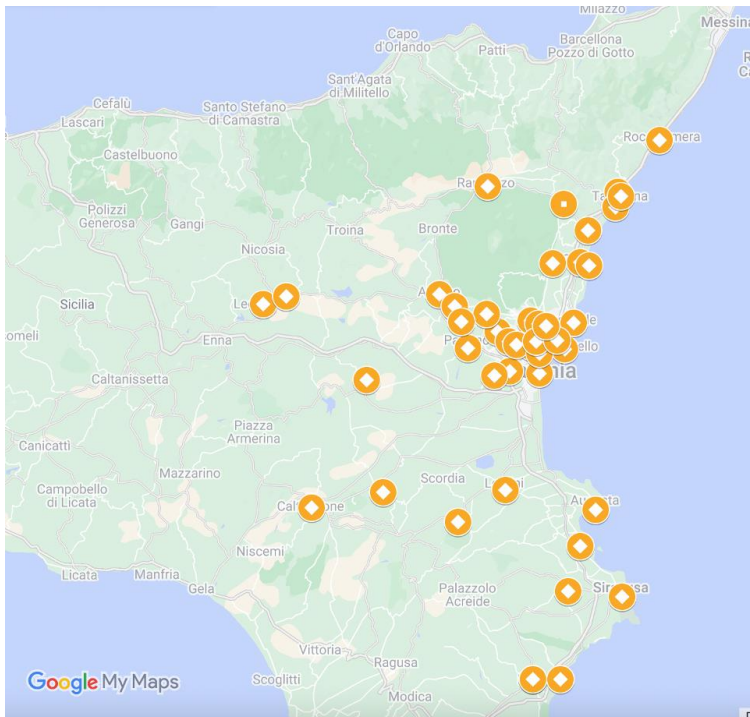 Milazzo
Messina
Capo
d'Orlando
Patti
Barcellona
Pozzo di Gotto
Sant'Agata
di Militello
Cefalù
Lascari
Santo Stefano
di Camastra
Castelbuono
Polizzi
Generosa
Gangi
Troina
Bronte
Nicosia
Sicilia
Enna
Caltanissetta
Piazza
Armerina
Canicattì
Mazzarino
Scordia
Campobello
di Licata
Niscemi
Licata
Manfria
Gela
Palazzolo
Acreide
Vittoria
Scoglitti
Ragusa
Modica
Google My Maps